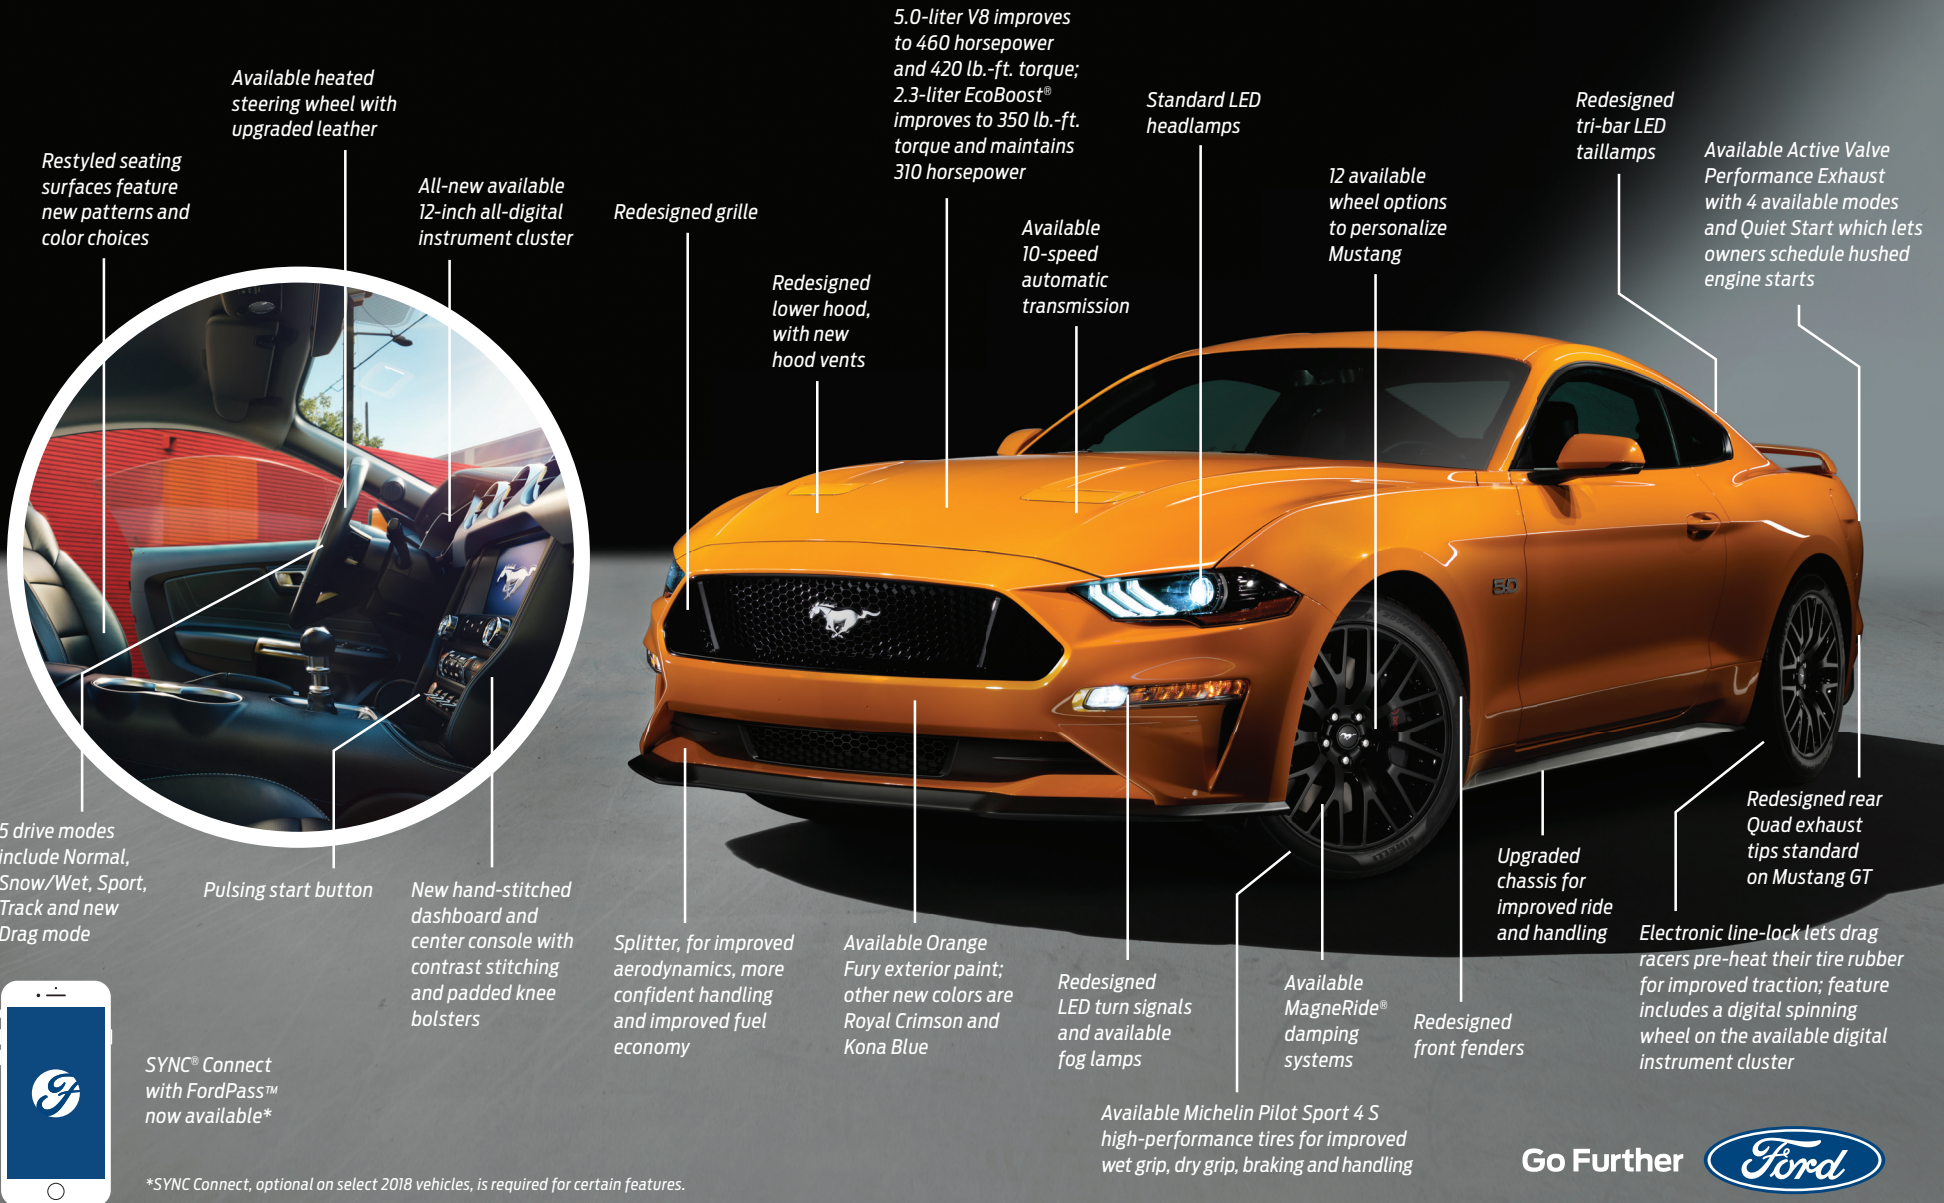 5.0-liter V8 improves
to 460 horsepower
and 420 lb.-ft. torque;
2.3-liter EcoBoost®
improves to 350 lb.-ft.
torque and maintains
310 horsepower
Available heated
steering wheel with
upgraded leather
Restyled seating
surfaces feature
new patterns and
color choices
All-new available
12-inch all-digital
instrument cluster
Redesigned grille
Redesigned
lower hood,
with new
hood vents
Available
10-speed
automatic
transmission
Standard LED
headlamps
12 available
wheel options
to personalize
Mustang
Redesigned
tri-bar LED
taillamps
Available Active Valve
Performance Exhaust
with 4 available modes
and Quiet Start which lets
owners schedule hushed
engine starts
5.0
5 drive modes
include Normal,
Snow/Wet, Sport,
Track and new
Drag mode
Pulsing start button
New hand-stitched
dashboard and
center console with
contrast stitching
and padded knee
bolsters
Splitter, for improved
aerodynamics, more
confident handling
and improved fuel
economy
Available Orange
Fury exterior paint;
other new colors are
Royal Crimson and
Kona Blue
Redesigned
LED turn signals
and available
fog lamps
Available
MagneRide®
damping
systems
Redesigned
front fenders
Upgraded
chassis for
improved ride
and handling
Redesigned rear
Quad exhaust
tips standard
on Mustang GT
Electronic line-lock lets drag
racers pre-heat their tire rubber
for improved traction; feature
includes a digital spinning
wheel on the available digital
instrument cluster
Available Michelin Pilot Sport 4 S
high-performance tires for improved
wet grip, dry grip, braking and handling
SYNC® Connect
with FordPass™
now available*
*SYNC Connect, optional on select 2018 vehicles, is required for certain features.
Go Further
Ford